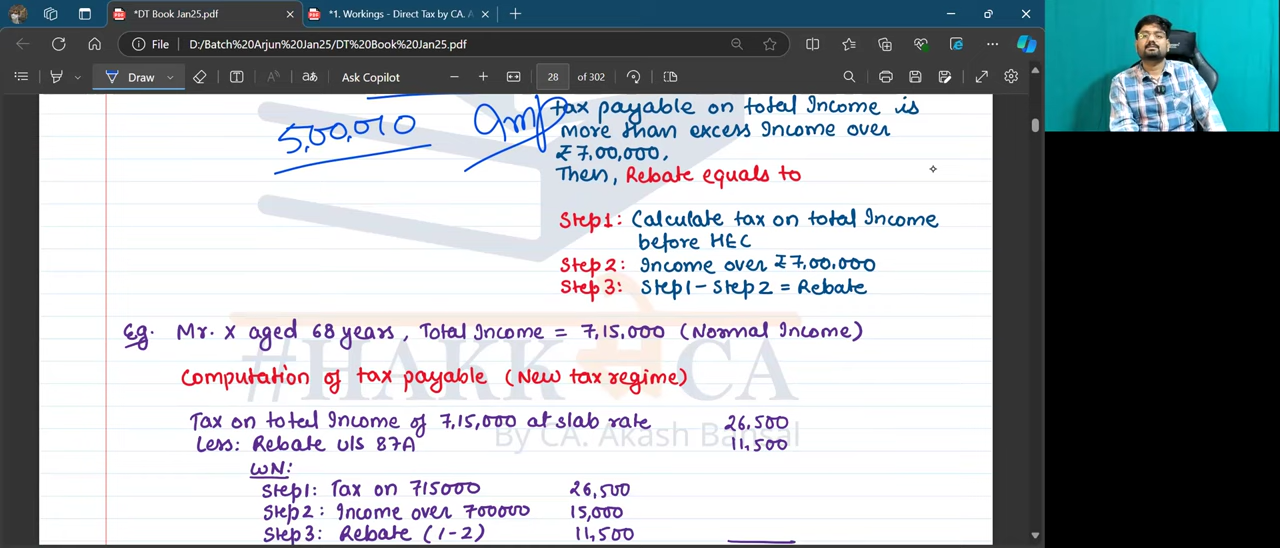 *DT Book Jan25.pdf
*1. Workings - Direct Tax by CA. A
File D:/Batch%20Arjun%20Jan25/DT%20Book%20Jan25.pdf
Draw aあ Ask Copilot 28 of 302
5,00,010 Imp
Tax payable on total Income is
more than excess Income over
₹7,00,000,
Then, Rebate equals to
Step1: Calculate tax on total Income
before HEC
Step2: Income over ₹7,00,000
Step3: Step1-Step2 = Rebate
Eg. Mr. X aged 68 years, Total Income = 7,15,000 (Normal Income)
#HAKK CA
Computation of tax payable (New tax regime)
Tax on total Income of 7,15,000 at slab rate 26,500
By CA. Akash Bansal
Less: Rebate u/s 87A 11,500
WN:
Step1: Tax on 715000 26,500
Step2: Income over 700000 15,000
Step3: Rebate (1-2) 11,500